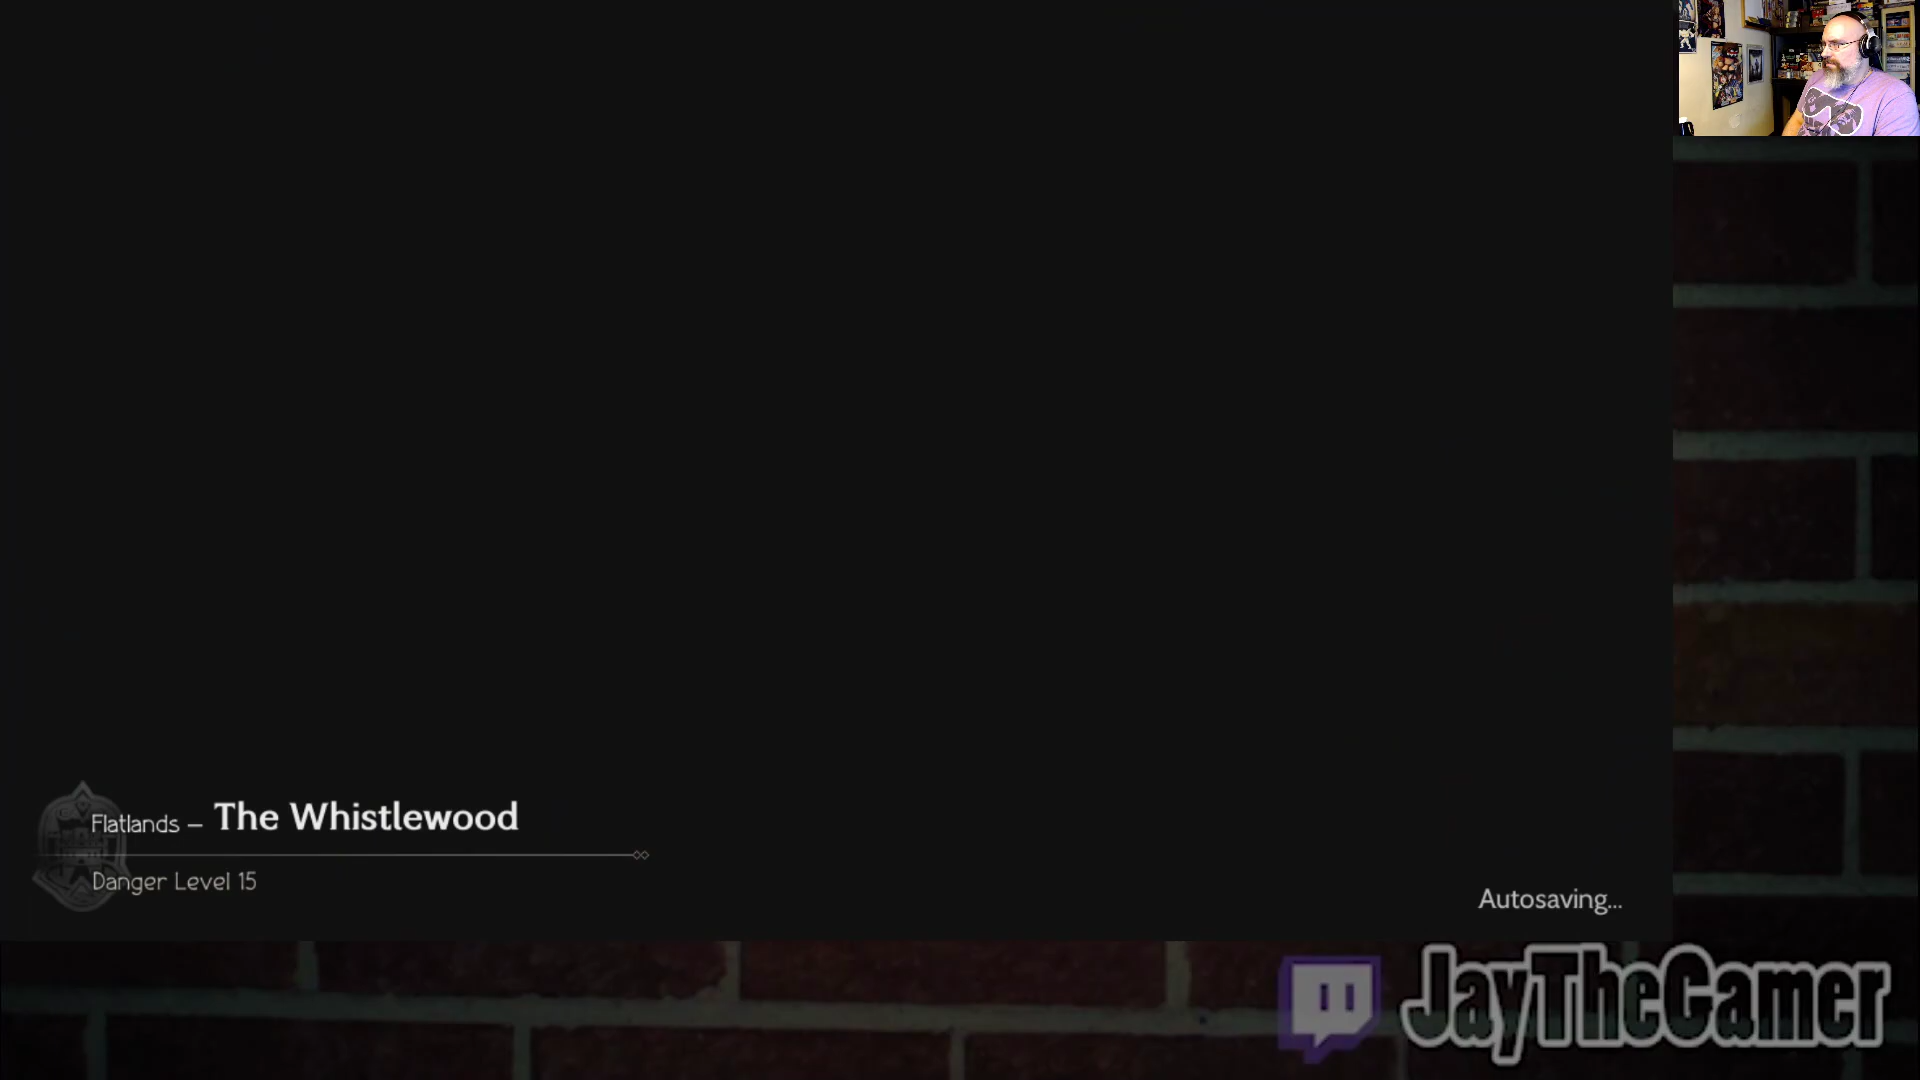 Flatlands – The Whistlewood
Danger Level 15
Autosaving...
JayTheGamer